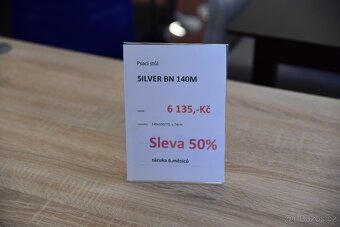 Psací stůl
SILVER BN 140M
6 135,-Kč
Sleva 50%
záruka 6.měsíců